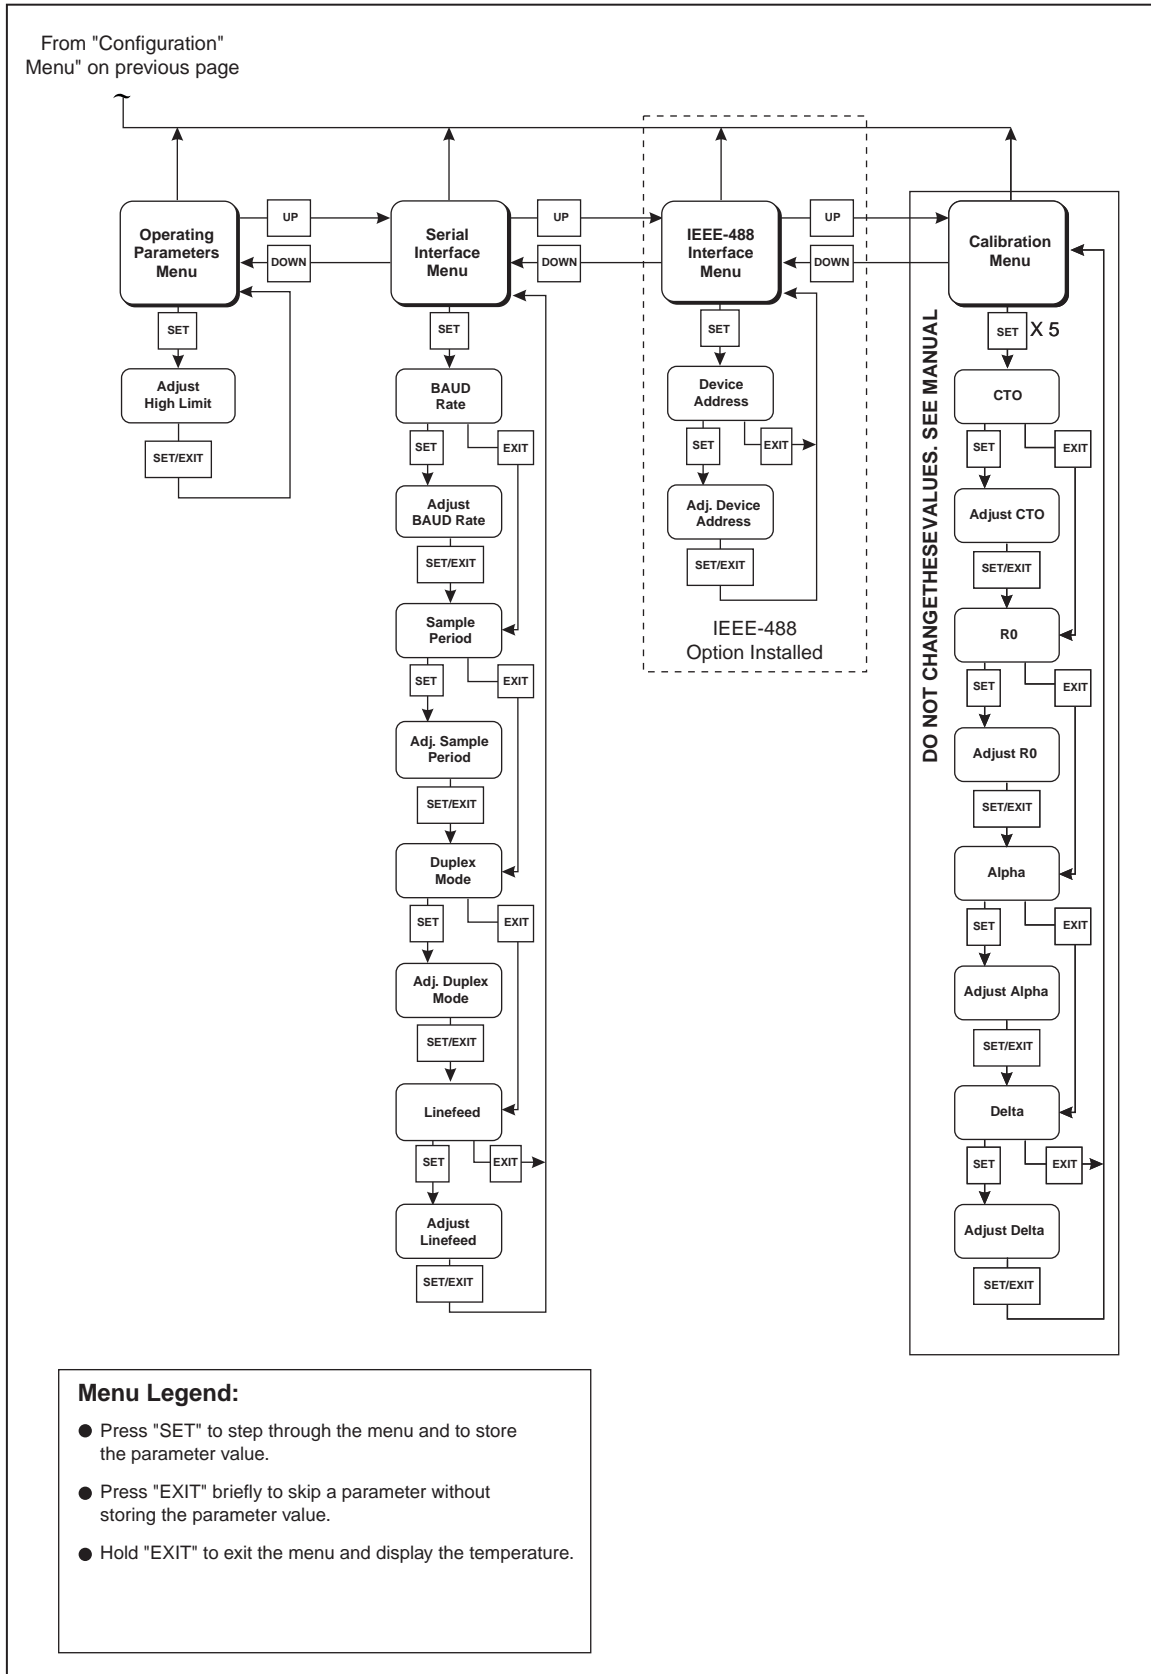 From "Configuration"
Menu" on previous page
~
Operating
Parameters
Menu
UP
DOWN
SET
Adjust
High Limit
SET/EXIT
Serial
Interface
Menu
UP
DOWN
SET
BAUD
Rate
SET
EXIT
Adjust
BAUD Rate
SET/EXIT
Sample
Period
SET
EXIT
Adj. Sample
Period
SET/EXIT
Duplex
Mode
SET
EXIT
Adj. Duplex
Mode
SET/EXIT
Linefeed
SET
EXIT
Adjust
Linefeed
SET/EXIT
IEEE-488
Interface
Menu
UP
DOWN
SET
Device
Address
SET
EXIT
Adj. Device
Address
SET/EXIT
IEEE-488
Option Installed
DO NOT CHANGETHESEVALUES. SEE MANUAL
Calibration
Menu
SET X 5
CTO
SET
EXIT
Adjust CTO
SET/EXIT
R0
SET
EXIT
Adjust R0
SET/EXIT
Alpha
SET
EXIT
Adjust Alpha
SET/EXIT
Delta
SET
EXIT
Adjust Delta
SET/EXIT
Menu Legend:
● Press "SET" to step through the menu and to store
the parameter value.
● Press "EXIT" briefly to skip a parameter without
storing the parameter value.
● Hold "EXIT" to exit the menu and display the temperature.